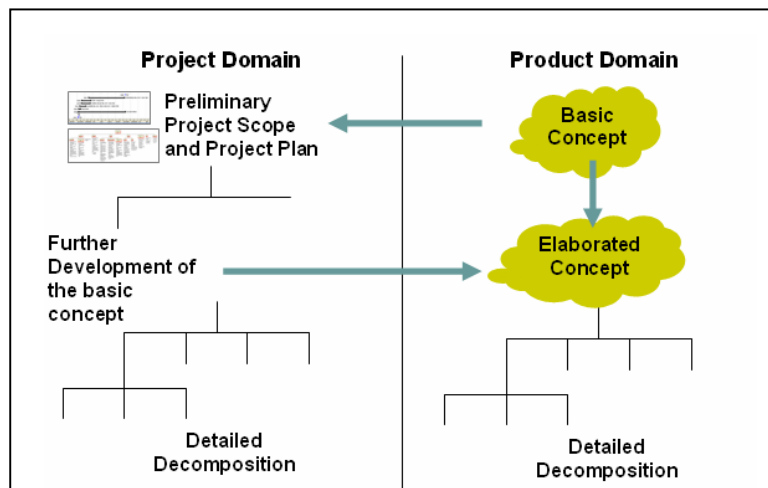 Project Domain
Preliminary
Project Scope
and Project Plan
Further
Development of
the basic
concept
Detailed
Decomposition
Product Domain
Basic
Concept
Elaborated
Concept
Detailed
Decomposition